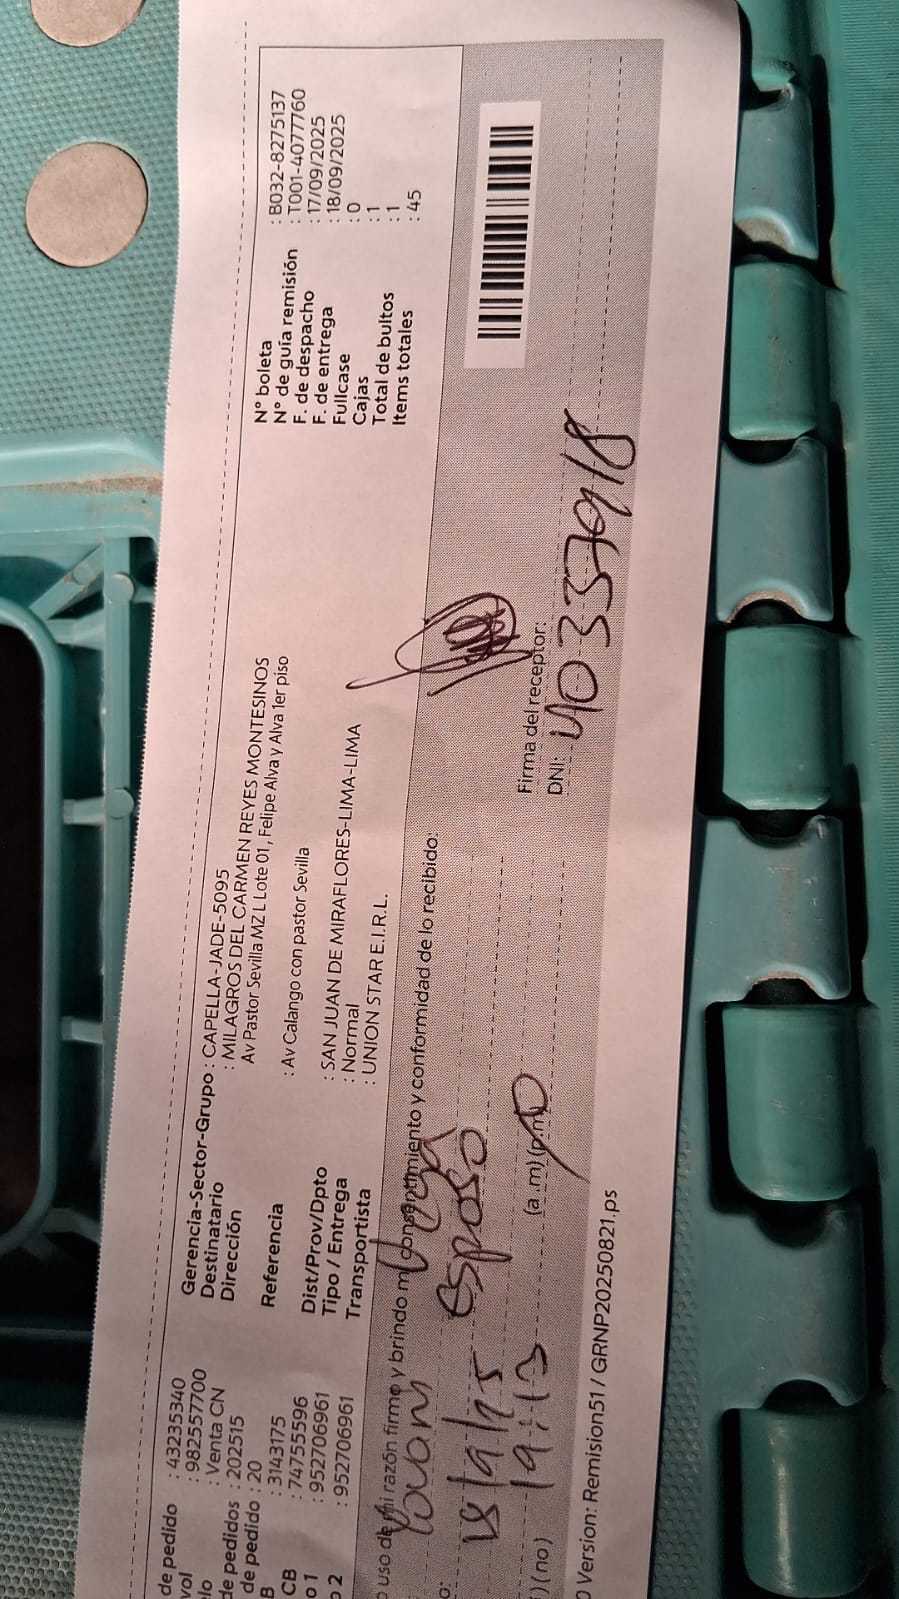 de pedido : 43235340
vol : 982557700
lo : Venta CN
de pedidos : 202515
de pedido : 20
B : 3143175
CB : 74755596
o 1 : 952706961
o 2 : 952706961
Gerencia-Sector-Grupo : CAPELLA-JADE-5095
Destinatario : MILAGROS DEL CARMEN REYES MONTESINOS
Dirección Av Pastor Sevilla MZ L Lote 01, Felipe Alva y Alva 1er piso
Referencia : Av Calango con pastor Sevilla
Dist/Prov/Dpto : SAN JUAN DE MIRAFLORES-LIMA-LIMA
Tipo / Entrega : Normal
Transportista : UNION STAR E.I.R.L.
N° boleta : B032-8275137
N° de guía remisión : T001-4077760
F. de despacho : 17/09/2025
F. de entrega : 18/09/2025
Fullcase : 0
Cajas : 1
Total de bultos : 1
Items totales : 45
o uso de mi razón firmo y brindo mi consentimiento y conformidad de lo recibido:
o: 18/9/25 esposo
19:13 (a .m) (p.m)
) ( no )
Firma del receptor:
DNI:
Version: Remision51 / GRNP20250821.ps